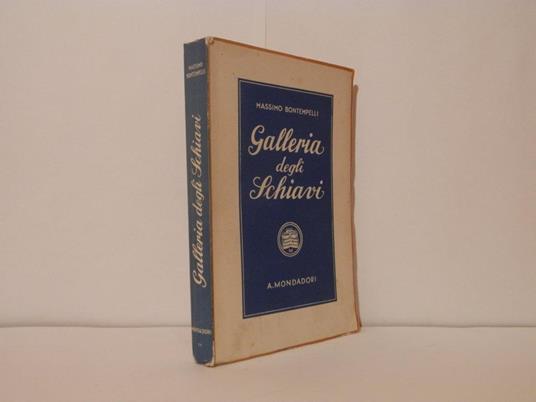 MASSIMO
BONTEMPELLI
Galleria degli Schiavi
MONDADORI
MASSIMO BONTEMPELLI
Galleria
degli
Schiavi
A. MONDADORI